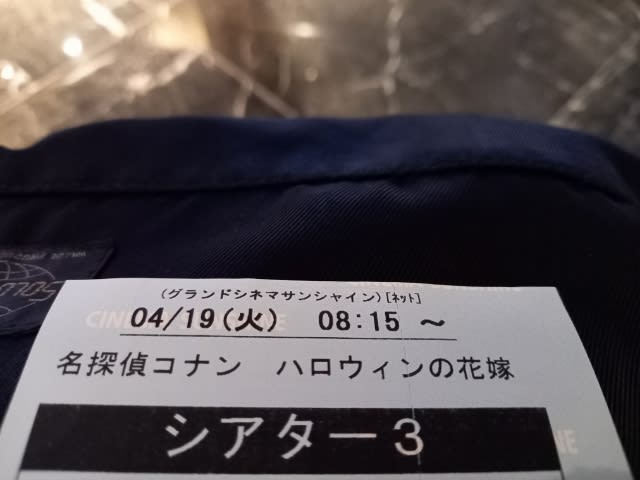 (グランドシネマサンシャイン)[ネット]
04/19(火) 08:15 ～
名探偵コナン ハロウィンの花嫁
シアター3